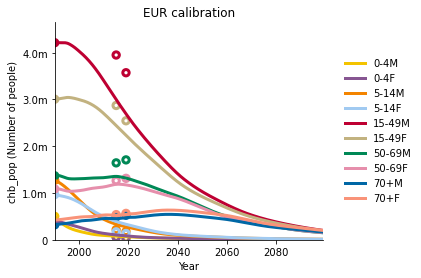 EUR calibration
chb_pop (Number of people)
4.0m
3.0m
2.0m
1.0m
0
2000
2020
2040
2060
2080
Year
0-4M
0-4F
5-14M
5-14F
15-49M
15-49F
50-69M
50-69F
70+M
70+F